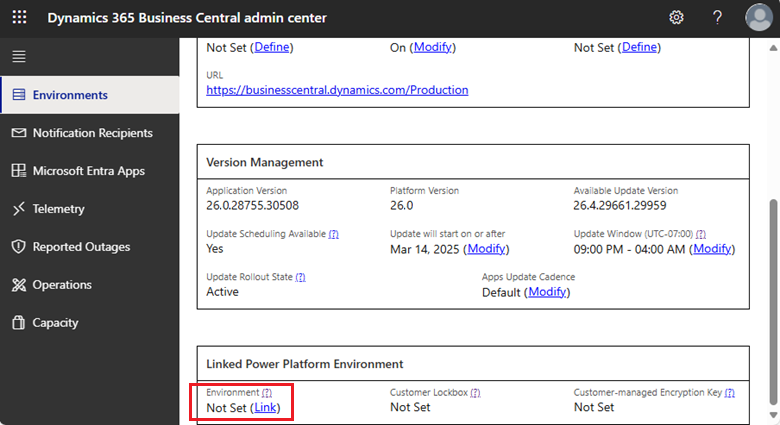 Dynamics 365 Business Central admin center
?
Environments
Notification Recipients
Microsoft Entra Apps
Telemetry
Reported Outages
Operations
Capacity
Not Set (Define) On (Modify) Not Set (Define)
URL
https://businesscentral.dynamics.com/Production
Version Management
Application Version Platform Version Available Update Version
26.0.28755.30508 26.0 26.4.29661.29959
Update Scheduling Available (?) Update will start on or after Update Window (UTC-07:00) (?)
Yes Mar 14, 2025 (Modify) 09:00 PM - 04:00 AM (Modify)
Update Rollout State (?) Apps Update Cadence
Active Default (Modify)
Linked Power Platform Environment
Environment (?) Customer Lockbox (?) Customer-managed Encryption Key (?)
Not Set (Link) Not Set Not Set